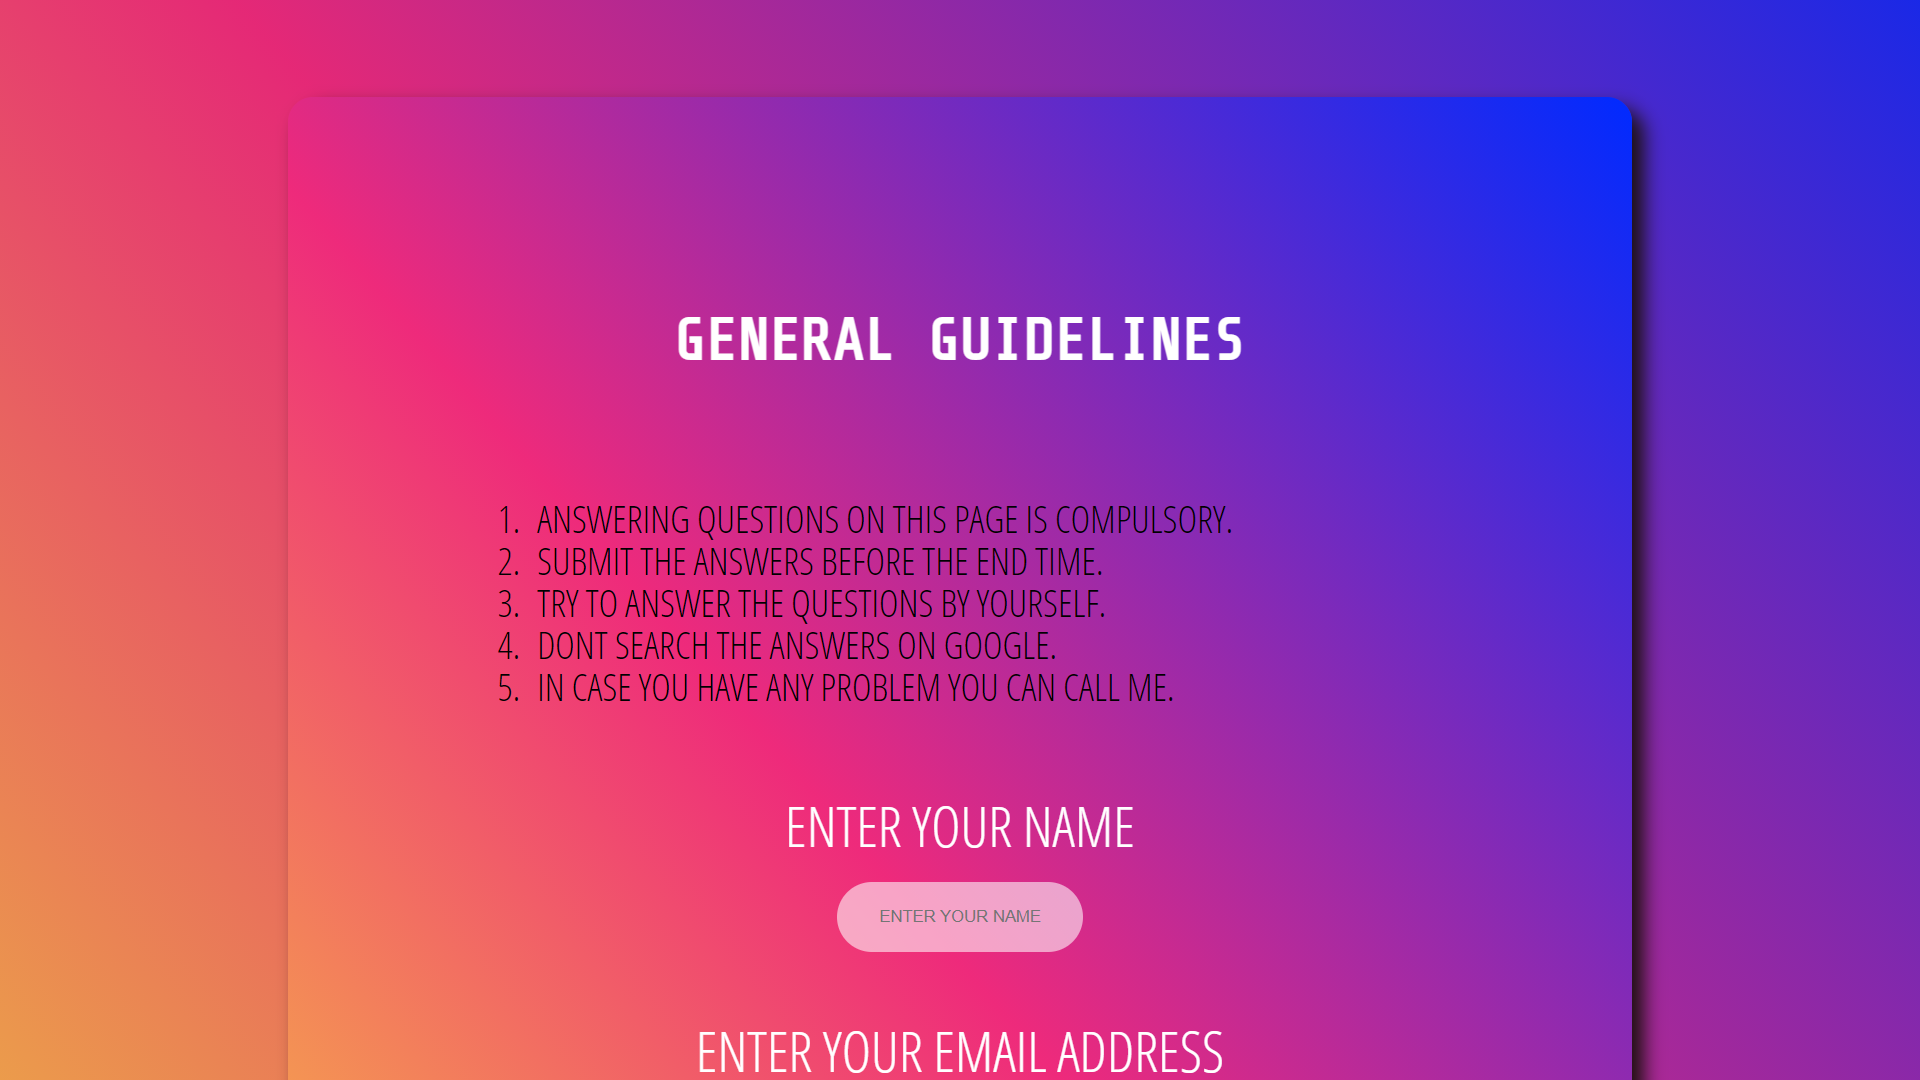 GENERAL GUIDELINES
1. ANSWERING QUESTIONS ON THIS PAGE IS COMPULSORY.
2. SUBMIT THE ANSWERS BEFORE THE END TIME.
3. TRY TO ANSWER THE QUESTIONS BY YOURSELF.
4. DONT SEARCH THE ANSWERS ON GOOGLE.
5. IN CASE YOU HAVE ANY PROBLEM YOU CAN CALL ME.
ENTER YOUR NAME
ENTER YOUR NAME
ENTER YOUR EMAIL ADDRESS